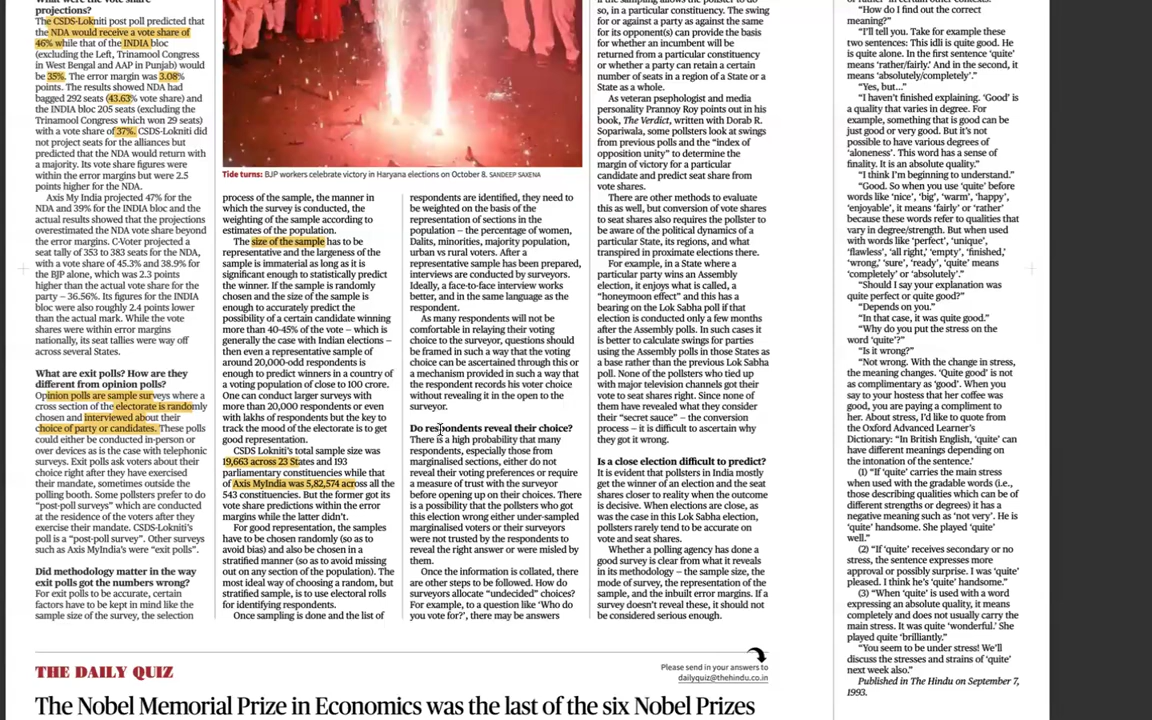 projections?
The CSDS-Lokniti post poll predicted that
the NDA would receive a vote share of
46% while that of the INDIA bloc
(excluding the Left, Trinamool Congress
in West Bengal and AAP in Punjab) would
be 35%. The error margin was 3.08%
points. The results showed NDA had
bagged 292 seats (43.63% vote share) and
the INDIA bloc 205 seats (excluding the
Trinamool Congress which won 29 seats)
with a vote share of 37%. CSDS-Lokniti did
not project seats for the alliances but
predicted that the NDA would return with
a majority. Its vote share figures were
within the error margins but were 2.5
points higher for the NDA.
Axis My India projected 47% for the
NDA and 39% for the INDIA bloc and the
actual results showed that the projections
overestimated the NDA vote share beyond
the error margins. C-Voter projected a
seat tally of 353 to 383 seats for the NDA,
with a vote share of 45.3% and 38.9% for
the BJP alone, which was 2.3 points
higher than the actual vote share for the
party – 36.56%. Its figures for the INDIA
bloc were also roughly 2.4 points lower
than the actual mark. While the vote
shares were within error margins
nationally, its seat tallies were way off
across several States.
What are exit polls? How are they
different from opinion polls?
Opinion polls are sample surveys where a
cross section of the electorate is randomly
chosen and interviewed about their
choice of party or candidates. These polls
could either be conducted in-person or
over devices as is the case with telephonic
surveys. Exit polls ask voters about their
choice right after they have exercised
their mandate, sometimes outside the
polling booth. Some pollsters prefer to do
“post-poll surveys” which are conducted
at the residence of the voters after they
exercise their mandate. CSDS-Lokniti’s
poll is a “post-poll survey”. Other surveys
such as Axis MyIndia’s were “exit polls”.
Did methodology matter in the way
exit polls got the numbers wrong?
For exit polls to be accurate, certain
factors have to be kept in mind like the
sample size of the survey, the selection
Tide turns: BJP workers celebrate victory in Haryana elections on October 8. SANDEEP SAXENA
process of the sample, the manner in
which the survey is conducted, the
weighting of the sample according to
estimates of the population.
The size of the sample has to be
representative and the largeness of the
sample is immaterial as long as it is
significant enough to statistically predict
the winner. If the sample is randomly
chosen and the size of the sample is
enough to accurately predict the
possibility of a certain candidate winning
more than 40-45% of the vote – which is
generally the case with Indian elections –
then even a representative sample of
around 20,000-odd respondents is
enough to predict winners in a country of
a voting population of close to 100 crore.
One can conduct larger surveys with
more than 20,000 respondents or even
with lakhs of respondents but the key to
track the mood of the electorate is to get
good representation.
CSDS Lokniti’s total sample size was
19,663 across 23 States and 193
parliamentary constituencies while that
of Axis MyIndia was 5,82,574 across all the
543 constituencies. But the former got its
vote share predictions within the error
margins while the latter didn’t.
For good representation, the samples
have to be chosen randomly (so as to
avoid bias) and also be chosen in a
stratified manner (so as to avoid missing
out on any section of the population). The
most ideal way of choosing a random, but
stratified sample, is to use electoral rolls
for identifying respondents.
Once sampling is done and the list of
respondents are identified, they need to
be weighted on the basis of the
representation of sections in the
population – the percentage of women,
Dalits, minorities, majority population,
urban vs rural voters. After a
representative sample has been prepared,
interviews are conducted by surveyors.
Ideally, a face-to-face interview works
better, and in the same language as the
respondent.
As many respondents will not be
comfortable in relaying their voting
choice to the surveyor, questions should
be framed in such a way that the voting
choice can be ascertained through this or
a mechanism provided in such a way that
the respondent records his voter choice
without revealing it in the open to the
surveyor.
Do respondents reveal their choice?
There is a high probability that many
respondents, especially those from
marginalised sections, either do not
reveal their voting preferences or require
a measure of trust with the surveyor
before opening up on their choices. There
is a possibility that the pollsters who got
this election wrong either under-sampled
marginalised voters or their surveyors
were not trusted by the respondents to
reveal the right answer or were misled by
them.
Once the information is collated, there
are other steps to be followed. How do
surveyors allocate “undecided” choices?
For example, to a question like ‘Who do
you vote for?’, there may be answers
so, in a particular constituency. The swing
for or against a party as against the same
for its opponent(s) can provide the basis
for whether an incumbent will be
returned from a particular constituency
or whether a party can retain a certain
number of seats in a region of a State or a
State as a whole.
As veteran psephologist and media
personality Prannoy Roy points out in his
book, The Verdict, written with Dorab R.
Sopariwala, some pollsters look at swings
from previous polls and the “index of
opposition unity” to determine the
margin of victory for a particular
candidate and predict seat share from
vote shares.
There are other methods to evaluate
this as well, but conversion of vote shares
to seat shares also requires the pollster to
be aware of the political dynamics of a
particular State, its regions, and what
transpired in proximate elections there.
For example, in a State where a
particular party wins an Assembly
election, it enjoys what is called, a
“honeymoon effect” and this has a
bearing on the Lok Sabha poll if that
election is conducted only a few months
after the Assembly polls. In such cases it
is better to calculate swings for parties
using the Assembly polls in those States as
a base rather than the previous Lok Sabha
poll. None of the pollsters who tied up
with major television channels got their
vote to seat shares right. Since none of
them have revealed what they consider
their “secret sauce” – the conversion
process – it is difficult to ascertain why
they got it wrong.
Is a close election difficult to predict?
It is evident that pollsters in India mostly
get the winner of an election and the seat
shares closer to reality when the outcome
is decisive. When elections are close, as
was the case in this Lok Sabha election,
pollsters rarely tend to be accurate on
vote and seat shares.
Whether a polling agency has done a
good survey is clear from what it reveals
in its methodology – the sample size, the
mode of survey, the representation of the
sample, and the inbuilt error margins. If a
survey doesn’t reveal these, it should not
be considered serious enough.
“How do I find out the correct
meaning?”
“I’ll tell you. Take for example these
two sentences: This idli is quite good. He
is quite alone. In the first sentence ‘quite’
means ‘rather/fairly.’ And in the second, it
means ‘absolutely/completely’.”
“Yes, but...”
“I haven’t finished explaining. ‘Good’ is
a quality that varies in degree. For
example, something that is good can be
just good or very good. But it’s not
possible to have various degrees of
‘aloneness’. This word has a sense of
finality. It is an absolute quality.”
“I think I’m beginning to understand.”
“Good. So when you use ‘quite’ before
words like ‘nice’, ‘big’, ‘warm’, ‘happy’,
‘enjoyable’, it means ‘fairly’ or ‘rather’
because these words refer to qualities that
vary in degree/strength. But when used
with words like ‘perfect’, ‘unique’,
‘flawless’, ‘all right,’ ‘empty’, ‘finished,’
‘wrong,’ ‘sure’, ‘ready’, ‘quite’ means
‘completely’ or ‘absolutely’.”
“Should I say your explanation was
quite perfect or quite good?”
“Depends on you.”
“In that case, it was quite good.”
“Why do you put the stress on the
word ‘quite’?”
“Is it wrong?”
“Not wrong. With the change in stress,
the meaning changes. ‘Quite good’ is not
as complimentary as ‘good’. When you
say to your hostess that her coffee was
good, you are paying a compliment to
her. About stress, I’d like to quote from
the Oxford Advanced Learner’s
Dictionary: “In British English, ‘quite’ can
have different meanings depending on
the intonation of the sentence.’
(1) “If ‘quite’ carries the main stress
when used with the gradable words (i.e.,
those describing qualities which can be of
different strengths or degrees) it has a
negative meaning such as ‘not very’. He is
‘quite’ handsome. She played ‘quite’
well.”
(2) “If ‘quite’ receives secondary or no
stress, the sentence expresses more
approval or possibly surprise. I was ‘quite’
pleased. I think he’s ‘quite’ handsome.”
(3) “When ‘quite’ is used with a word
expressing an absolute quality, it means
completely and does not usually carry the
main stress. It was quite ‘wonderful.’ She
played quite ‘brilliantly.”
“You seem to be under stress! We’ll
discuss the stresses and strains of ‘quite’
next week also.”
Published in The Hindu on September 7,
1993.
THE DAILY QUIZ
Please send in your answers to
dailyquiz@thehindu.co.in
The Nobel Memorial Prize in Economics was the last of the six Nobel Prizes